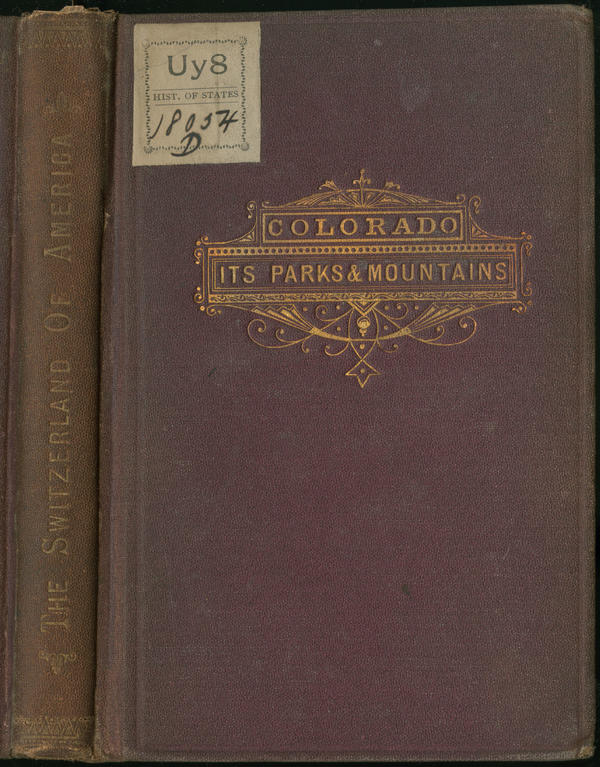 Uy8
HIST. OF STATES
18054
D
COLORADO
ITS PARKS & MOUNTAINS
THE SWITZERLAND OF AMERICA